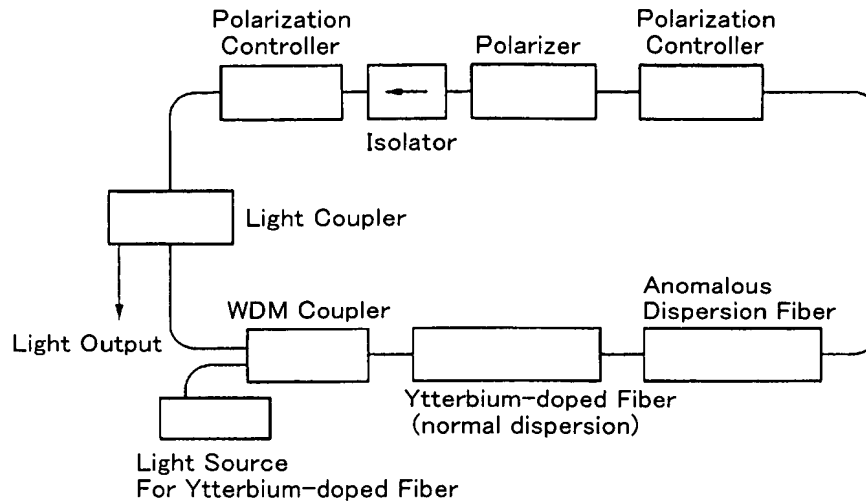 Polarization
Controller
Polarizer
Polarization
Controller
Isolator
Light Coupler
WDM Coupler
Anomalous
Dispersion Fiber
Light Output
Ytterbium-doped Fiber
(normal dispersion)
Light Source
For Ytterbium-doped Fiber